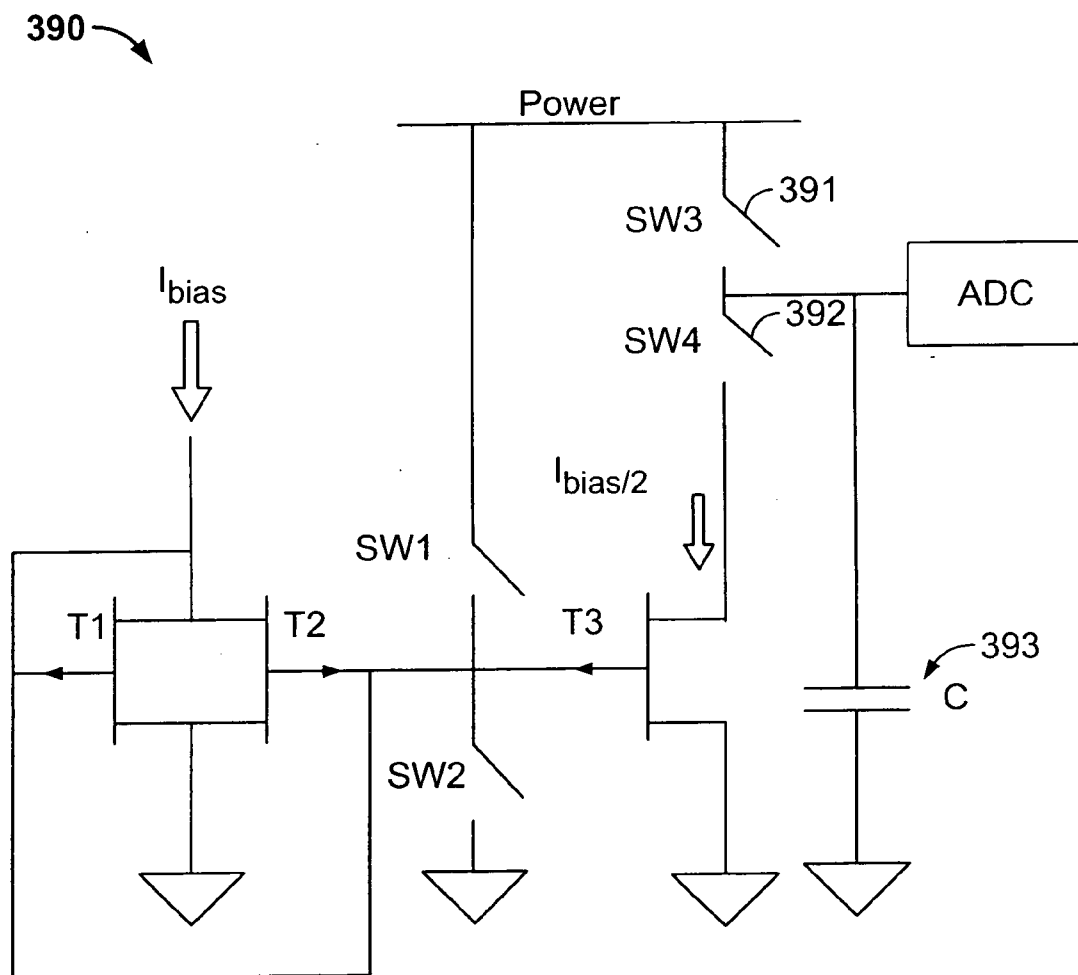 390
Power
391
SW3
ADC
Ibias
392
SW4
Ibias/2
SW1
T1
T2
T3
393
C
SW2